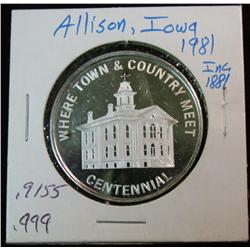 Allison, Iowa
1981
Inc.
1881
WHERE TOWN & COUNTRY MEET
CENTENNIAL
.9155
.999